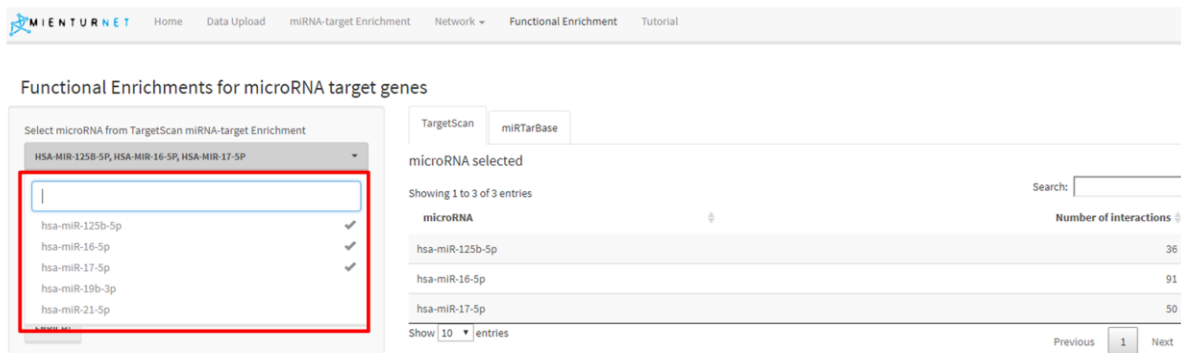 MIENTURNET Home Data Upload miRNA-target Enrichment Network Functional Enrichment Tutorial
Functional Enrichments for microRNA target genes
Select microRNA from TargetScan miRNA-target Enrichment
HSA-MIR-125B-5P, HSA-MIR-16-5P, HSA-MIR-17-5P
hsa-miR-125b-5p
hsa-miR-16-5p
hsa-miR-17-5p
hsa-miR-19b-3p
hsa-miR-21-5p
TargetScan miRTarBase
microRNA selected
Showing 1 to 3 of 3 entries Search:
microRNA Number of interactions
hsa-miR-125b-5p 36
hsa-miR-16-5p 91
hsa-miR-17-5p 50
Show 10 entries
Previous 1 Next